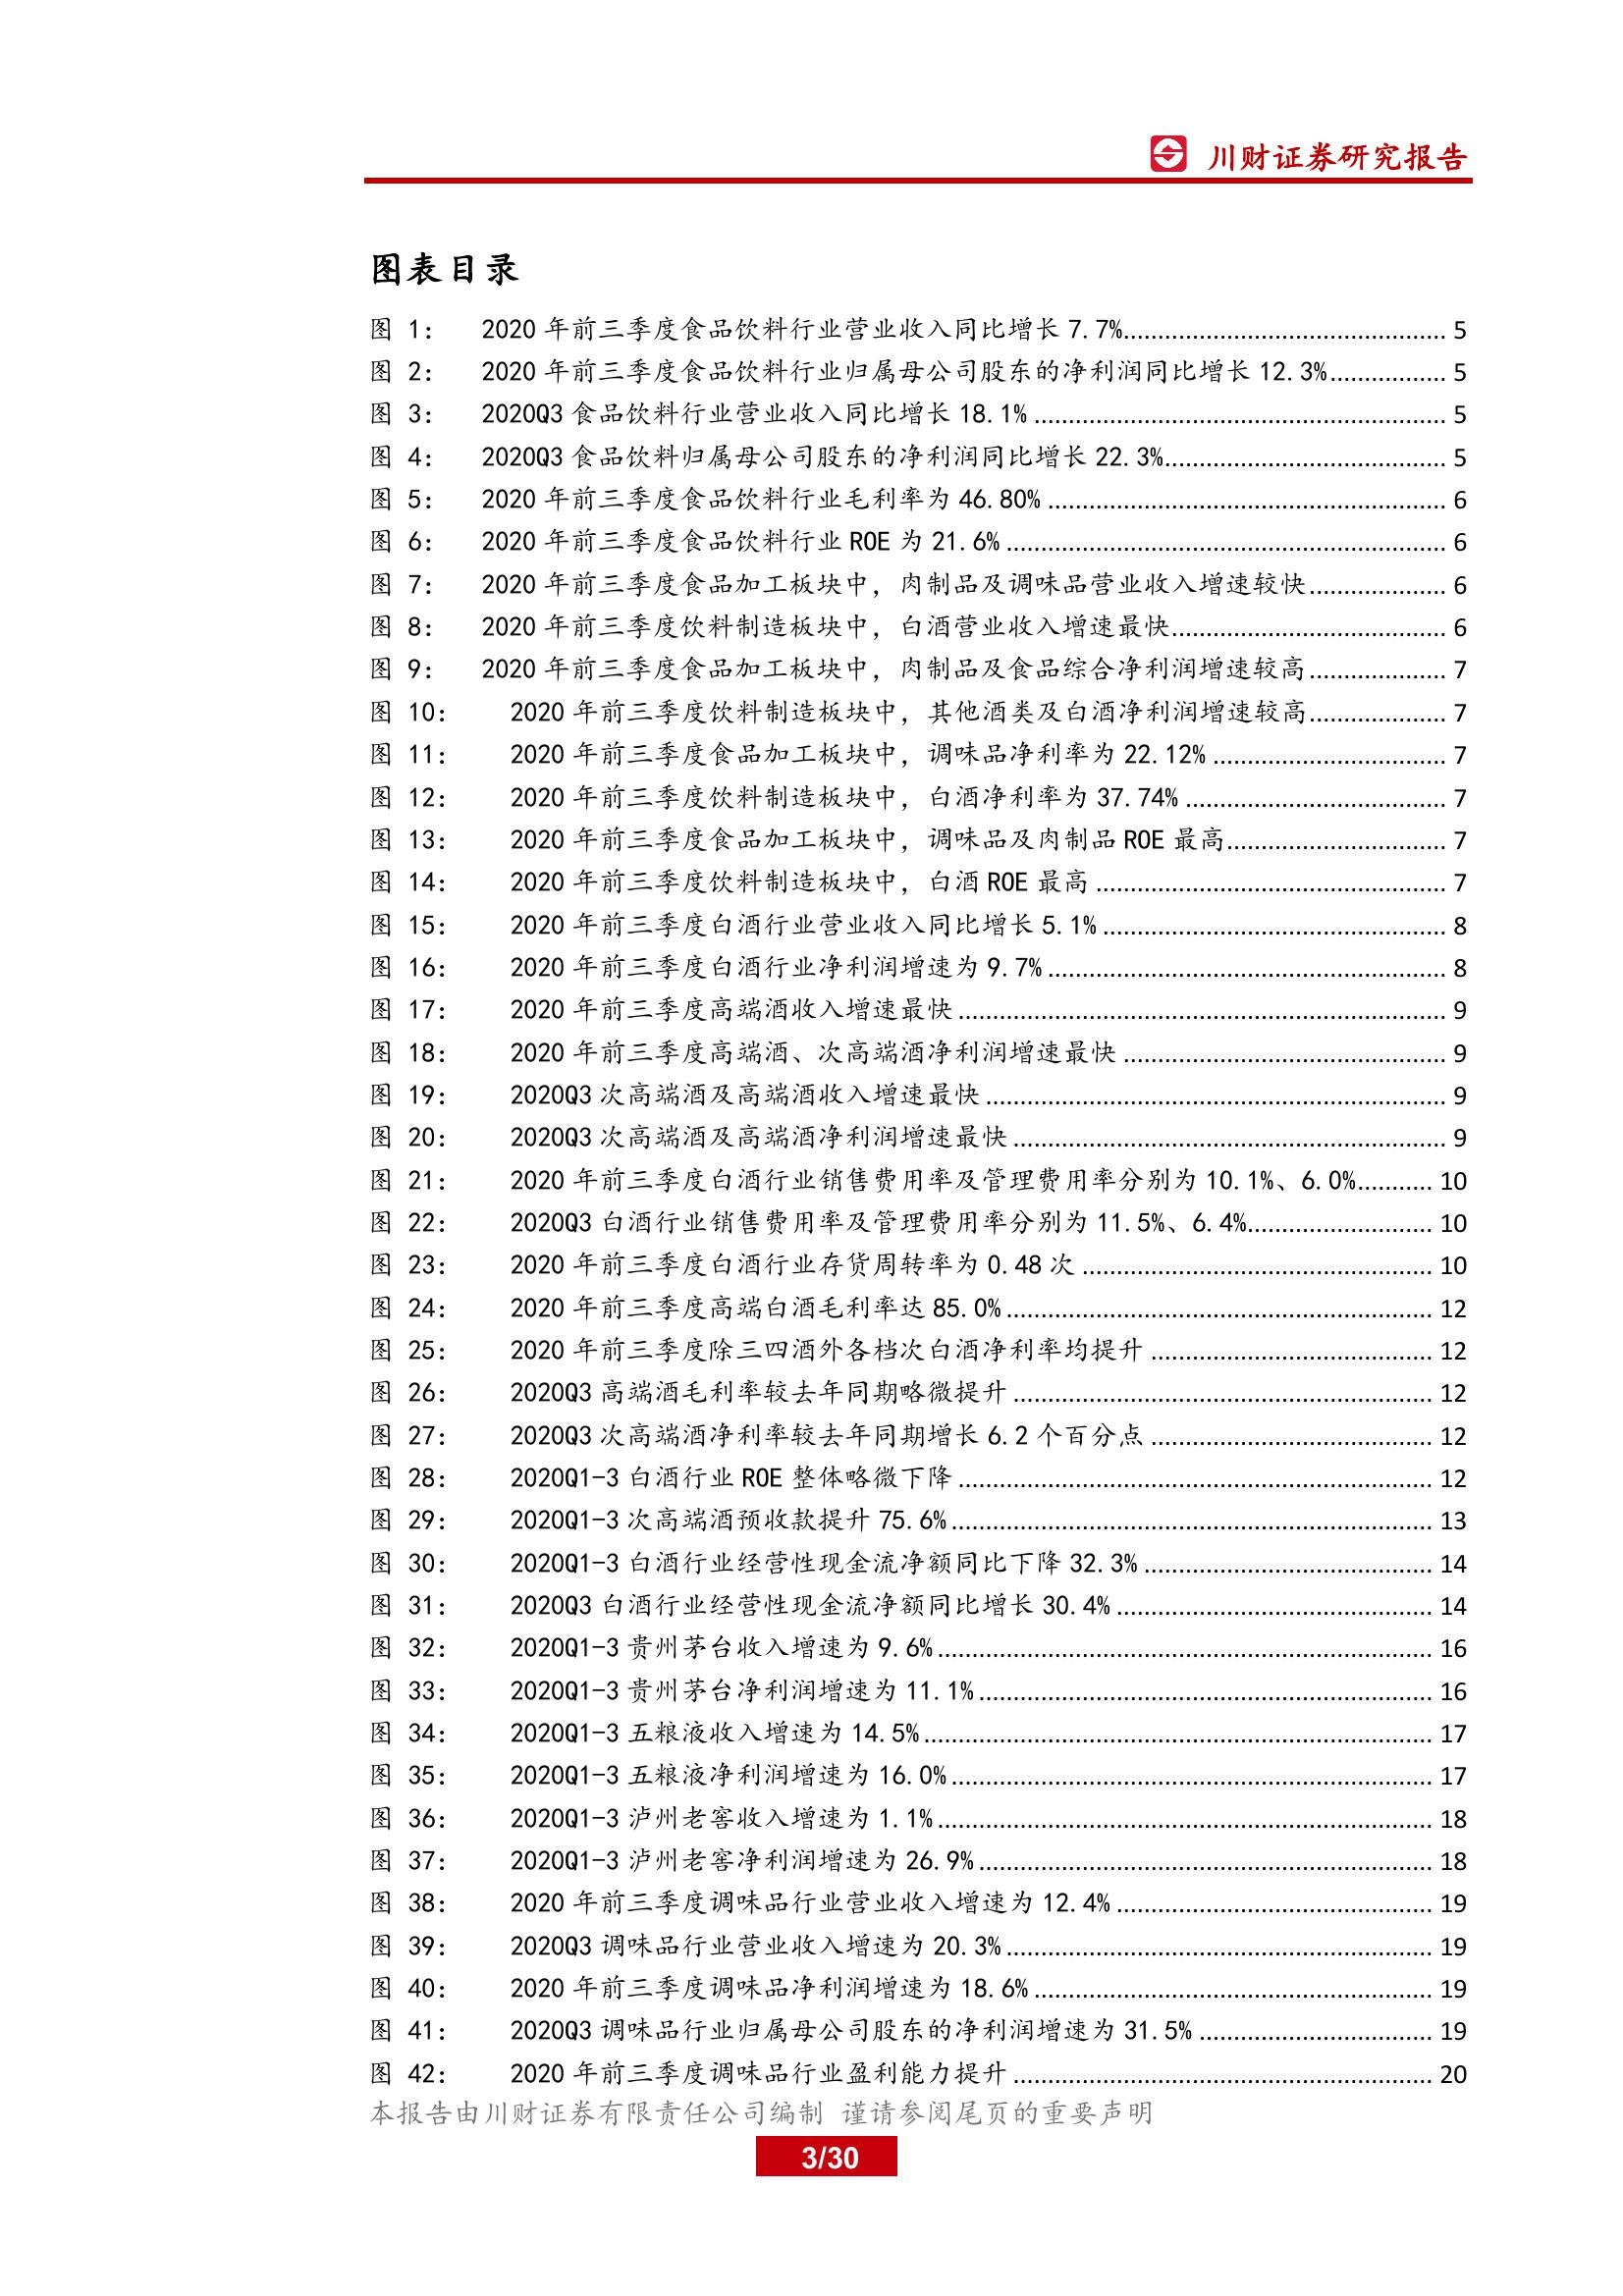 川财证券研究报告
图表目录
图 1： 2020 年前三季度食品饮料行业营业收入同比增长 7.7%............................................... 5
图 2： 2020 年前三季度食品饮料行业归属母公司股东的净利润同比增长 12.3%................. 5
图 3： 2020Q3 食品饮料行业营业收入同比增长 18.1% ............................................................ 5
图 4： 2020Q3 食品饮料归属母公司股东的净利润同比增长 22.3%......................................... 5
图 5： 2020 年前三季度食品饮料行业毛利率为 46.80% .......................................................... 6
图 6： 2020 年前三季度食品饮料行业 ROE 为 21.6% ................................................................ 6
图 7： 2020 年前三季度食品加工板块中，肉制品及调味品营业收入增速较快.................... 6
图 8： 2020 年前三季度饮料制造板块中，白酒营业收入增速最快........................................ 6
图 9： 2020 年前三季度食品加工板块中，肉制品及食品综合净利润增速较高.................... 7
图 10： 2020 年前三季度饮料制造板块中，其他酒类及白酒净利润增速较高.................... 7
图 11： 2020 年前三季度食品加工板块中，调味品净利率为 22.12% .................................. 7
图 12： 2020 年前三季度饮料制造板块中，白酒净利率为 37.74% ...................................... 7
图 13： 2020 年前三季度食品加工板块中，调味品及肉制品 ROE 最高................................ 7
图 14： 2020 年前三季度饮料制造板块中，白酒 ROE 最高 ................................................... 7
图 15： 2020 年前三季度白酒行业营业收入同比增长 5.1% .................................................. 8
图 16： 2020 年前三季度白酒行业净利润增速为 9.7% .......................................................... 8
图 17： 2020 年前三季度高端酒收入增速最快 ....................................................................... 9
图 18： 2020 年前三季度高端酒、次高端酒净利润增速最快 ............................................... 9
图 19： 2020Q3 次高端酒及高端酒收入增速最快 ................................................................... 9
图 20： 2020Q3 次高端酒及高端酒净利润增速最快 ............................................................... 9
图 21： 2020 年前三季度白酒行业销售费用率及管理费用率分别为 10.1%、6.0%........... 10
图 22： 2020Q3 白酒行业销售费用率及管理费用率分别为 11.5%、6.4%........................... 10
图 23： 2020 年前三季度白酒行业存货周转率为 0.48 次 ................................................... 10
图 24： 2020 年前三季度高端白酒毛利率达 85.0% .............................................................. 12
图 25： 2020 年前三季度除三四酒外各档次白酒净利率均提升 ......................................... 12
图 26： 2020Q3 高端酒毛利率较去年同期略微提升 ............................................................. 12
图 27： 2020Q3 次高端酒净利率较去年同期增长 6.2 个百分点 ......................................... 12
图 28： 2020Q1-3 白酒行业 ROE 整体略微下降 ..................................................................... 12
图 29： 2020Q1-3 次高端酒预收款提升 75.6% ...................................................................... 13
图 30： 2020Q1-3 白酒行业经营性现金流净额同比下降 32.3% .......................................... 14
图 31： 2020Q3 白酒行业经营性现金流净额同比增长 30.4% .............................................. 14
图 32： 2020Q1-3 贵州茅台收入增速为 9.6% ........................................................................ 16
图 33： 2020Q1-3 贵州茅台净利润增速为 11.1% .................................................................. 16
图 34： 2020Q1-3 五粮液收入增速为 14.5% .......................................................................... 17
图 35： 2020Q1-3 五粮液净利润增速为 16.0% ...................................................................... 17
图 36： 2020Q1-3 泸州老窖收入增速为 1.1% ........................................................................ 18
图 37： 2020Q1-3 泸州老窖净利润增速为 26.9% .................................................................. 18
图 38： 2020 年前三季度调味品行业营业收入增速为 12.4% .............................................. 19
图 39： 2020Q3 调味品行业营业收入增速为 20.3% .............................................................. 19
图 40： 2020 年前三季度调味品净利润增速为 18.6% .......................................................... 19
图 41： 2020Q3 调味品行业归属母公司股东的净利润增速为 31.5% .................................. 19
图 42： 2020 年前三季度调味品行业盈利能力提升 ............................................................. 20
本报告由川财证券有限责任公司编制 谨请参阅尾页的重要声明
3/30